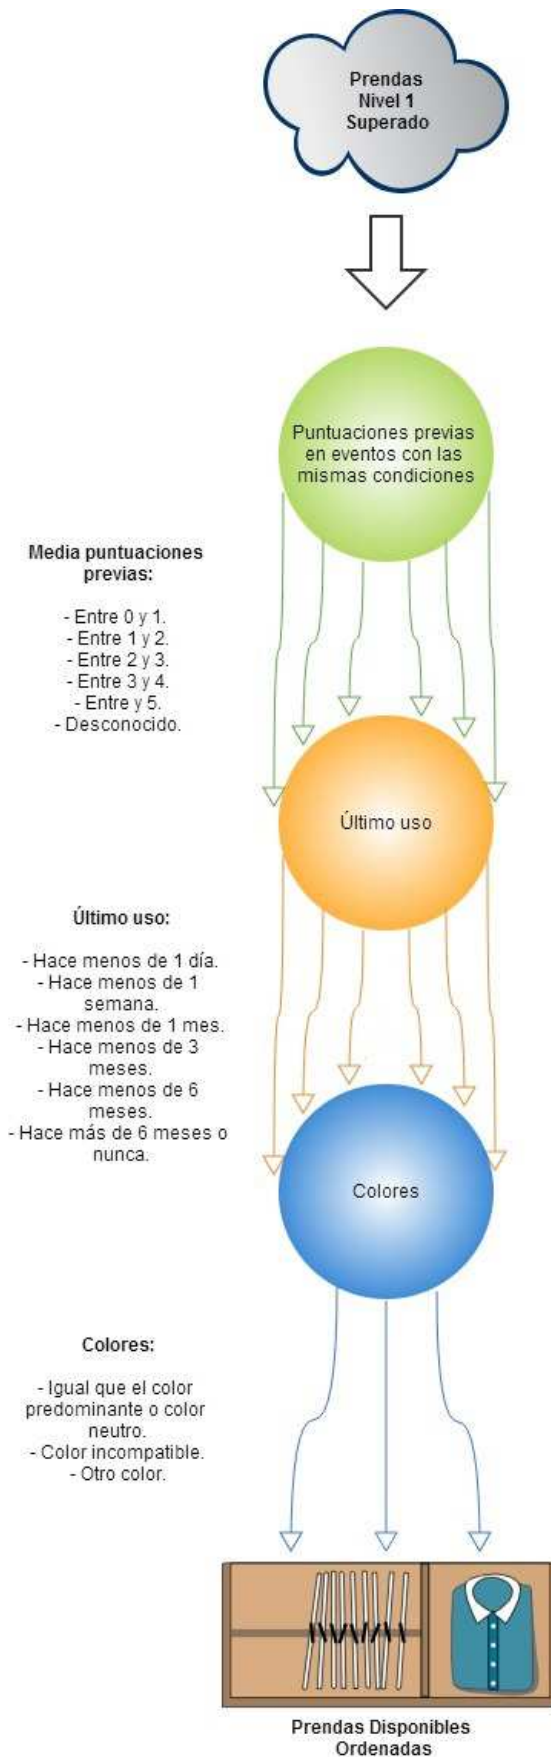 Prendas
Nivel 1
Superado
Puntuaciones previas
en eventos con las
mismas condiciones
Media puntuaciones
previas:
- Entre 0 y 1.
- Entre 1 y 2.
- Entre 2 y 3.
- Entre 3 y 4.
- Entre y 5.
- Desconocido.
Último uso
Último uso:
- Hace menos de 1 día.
- Hace menos de 1
semana.
- Hace menos de 1 mes.
- Hace menos de 3
meses.
- Hace menos de 6
meses.
- Hace más de 6 meses o
nunca.
Colores
Colores:
- Igual que el color
predominante o color
neutro.
- Color incompatible.
- Otro color.
Prendas Disponibles
Ordenadas